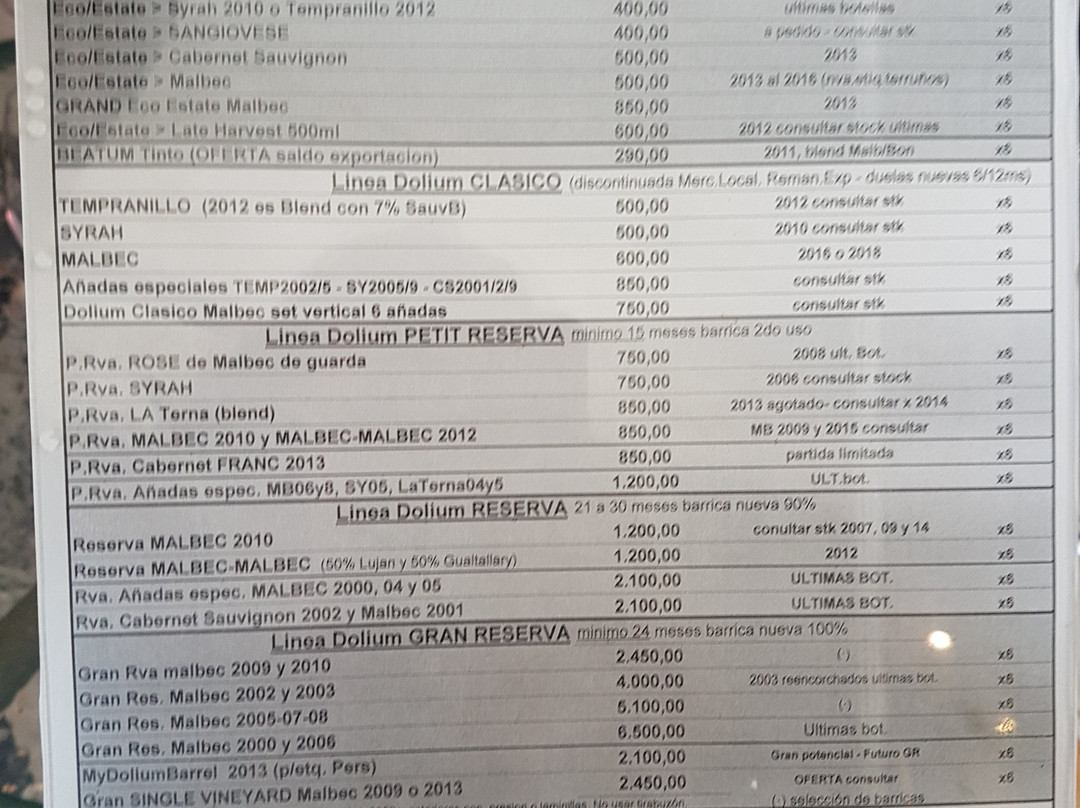 Eco/Estate > Syrah 2010 o Tempranillo 2012 400,00 ultimas botellas x6
Eco/Estate > SANGIOVESE 400,00 a pedido - consultar stk x6
Eco/Estate > Cabernet Sauvignon 500,00 2013 x6
Eco/Estate > Malbec 500,00 2013 al 2016 (nva.etiq.terruños) x6
GRAND Eco Estate Malbec 850,00 2013 x6
Eco/Estate > Late Harvest 500ml 600,00 2012 consultar stock ultimas x6
BEATUM Tinto (OFERTA saldo exportacion) 290,00 2011, blend Malb/Bon x6
Linea Dolium CLASICO (discontinuada Merc.Local. Reman.Exp - duelas nuevas 6/12ms)
TEMPRANILLO (2012 es Blend con 7% SauvB) 500,00 2012 consultar stk x6
SYRAH 500,00 2010 consultar stk x6
MALBEC 600,00 2016 o 2018 x6
Añadas especiales TEMP2002/5 - SY2005/9 - CS2001/2/9 850,00 consultar stk x6
Dolium Clasico Malbec set vertical 6 añadas 750,00 consultar stk x6
Linea Dolium PETIT RESERVA minimo 15 meses barrica 2do uso
P.Rva. ROSE de Malbec de guarda 750,00 2008 ult. Bot. x6
P.Rva. SYRAH 750,00 2006 consultar stock x6
P.Rva. LA Terna (blend) 850,00 2013 agotado- consultar x 2014 x6
P.Rva. MALBEC 2010 y MALBEC-MALBEC 2012 850,00 MB 2009 y 2015 consultar x6
P.Rva. Cabernet FRANC 2013 850,00 partida limitada x6
P.Rva. Añadas espec. MB06y8, SY05, LaTerna04y5 1.200,00 ULT.bot. x6
Linea Dolium RESERVA 21 a 30 meses barrica nueva 90%
Reserva MALBEC 2010 1.200,00 conultar stk 2007, 09 y 14 x6
Reserva MALBEC-MALBEC (50% Lujan y 50% Gualtallary) 1.200,00 2012 x6
Rva. Añadas espec. MALBEC 2000, 04 y 05 2.100,00 ULTIMAS BOT. x6
Rva. Cabernet Sauvignon 2002 y Malbec 2001 2.100,00 ULTIMAS BOT. x6
Linea Dolium GRAN RESERVA minimo 24 meses barrica nueva 100%
Gran Rva malbec 2009 y 2010 2.450,00 (·) x6
Gran Res. Malbec 2002 y 2003 4.000,00 2003 reencorchados ultimas bot. x6
Gran Res. Malbec 2005-07-08 5.100,00 (·) x6
Gran Res. Malbec 2000 y 2006 6.500,00 Ultimas bot.
MyDoliumBarrel 2013 (p/etq. Pers) 2.100,00 Gran potencial - Futuro GR x6
Gran SINGLE VINEYARD Malbec 2009 o 2013 2.450,00 OFERTA consultar x6
No usar tirabuzón. (·) selección de barricas